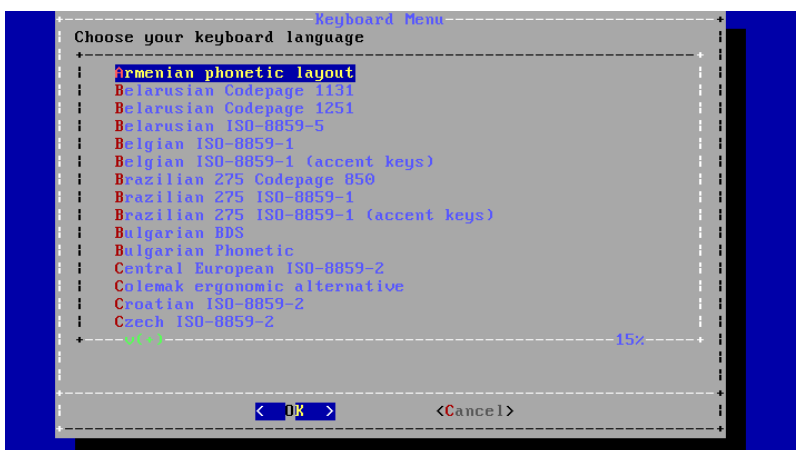 Keyboard Menu
Choose your keyboard language
Armenian phonetic layout
Belarusian Codepage 1131
Belarusian Codepage 1251
Belarusian ISO-8859-5
Belgian ISO-8859-1
Belgian ISO-8859-1 (accent keys)
Brazilian 275 Codepage 850
Brazilian 275 ISO-8859-1
Brazilian 275 ISO-8859-1 (accent keys)
Bulgarian BDS
Bulgarian Phonetic
Central European ISO-8859-2
Colemak ergonomic alternative
Croatian ISO-8859-2
Czech ISO-8859-2
v(+) 15%
< OK > <Cancel>